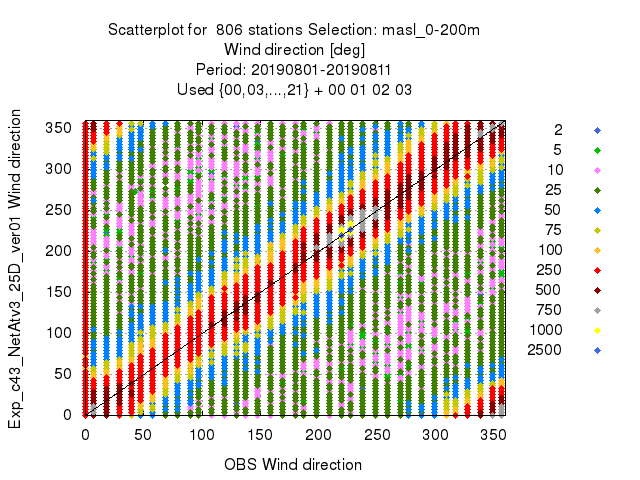 Scatterplot for 806 stations Selection: masl_0-200m
Wind direction [deg]
Period: 20190801-20190811
Used {00,03,...,21} + 00 01 02 03
Exp_c43_NetAtv3_25D_ver01 Wind direction
350
300
250
200
150
100
50
0
0 50 100 150 200 250 300 350
OBS Wind direction
2
5
10
25
50
75
100
250
500
750
1000
2500